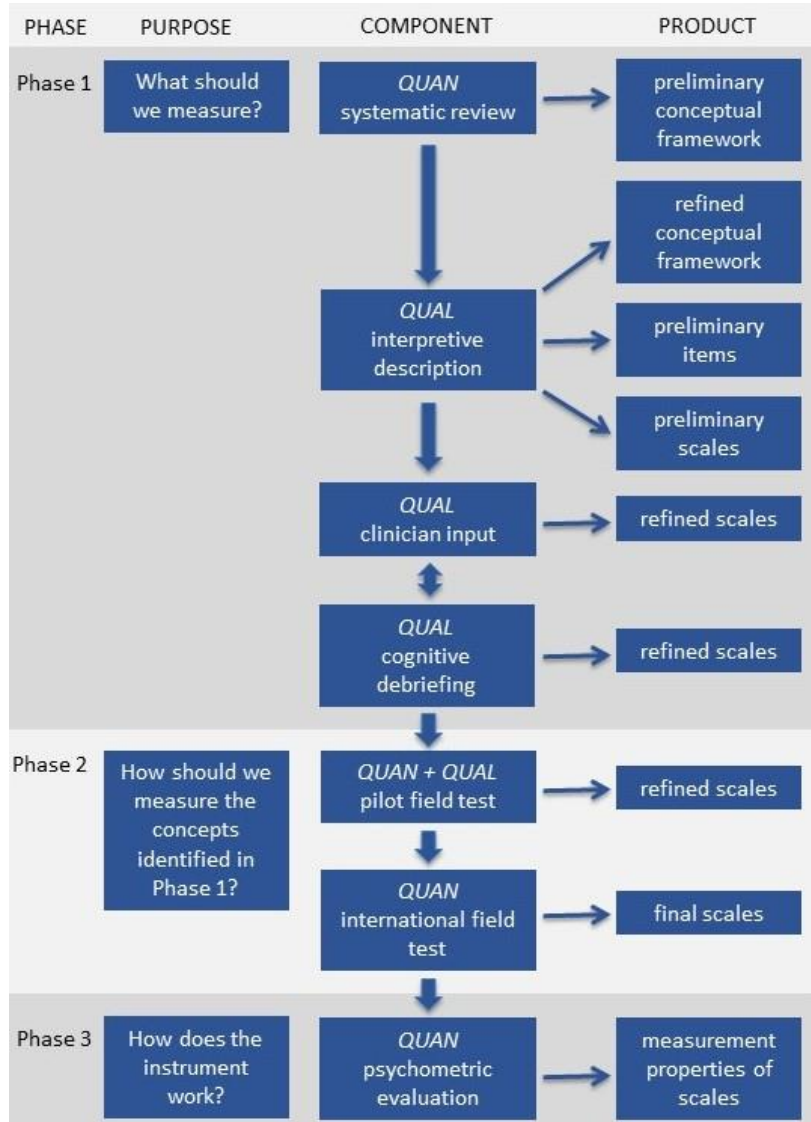 PHASE PURPOSE COMPONENT PRODUCT
Phase 1
What should
we measure?
QUAN
systematic review
preliminary
conceptual
framework
refined
conceptual
framework
QUAL
interpretive
description
preliminary
items
preliminary
scales
QUAL
clinician input
refined scales
QUAL
cognitive
debriefing
refined scales
Phase 2
How should we
measure the
concepts
identified in
Phase 1?
QUAN + QUAL
pilot field test
refined scales
QUAN
international field
test
final scales
Phase 3
How does the
instrument
work?
QUAN
psychometric
evaluation
measurement
properties of
scales